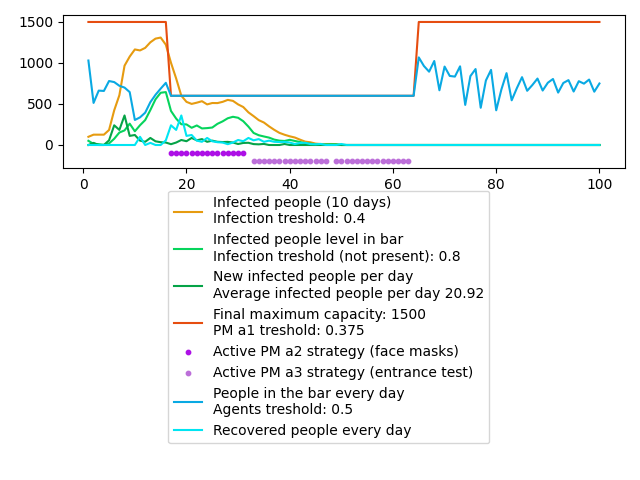 1500
1000
500
0
0 20 40 60 80 100
Infected people (10 days)
Infection treshold: 0.4
Infected people level in bar
Infection treshold (not present): 0.8
New infected people per day
Average infected people per day 20.92
Final maximum capacity: 1500
PM a1 treshold: 0.375
Active PM a2 strategy (face masks)
Active PM a3 strategy (entrance test)
People in the bar every day
Agents treshold: 0.5
Recovered people every day